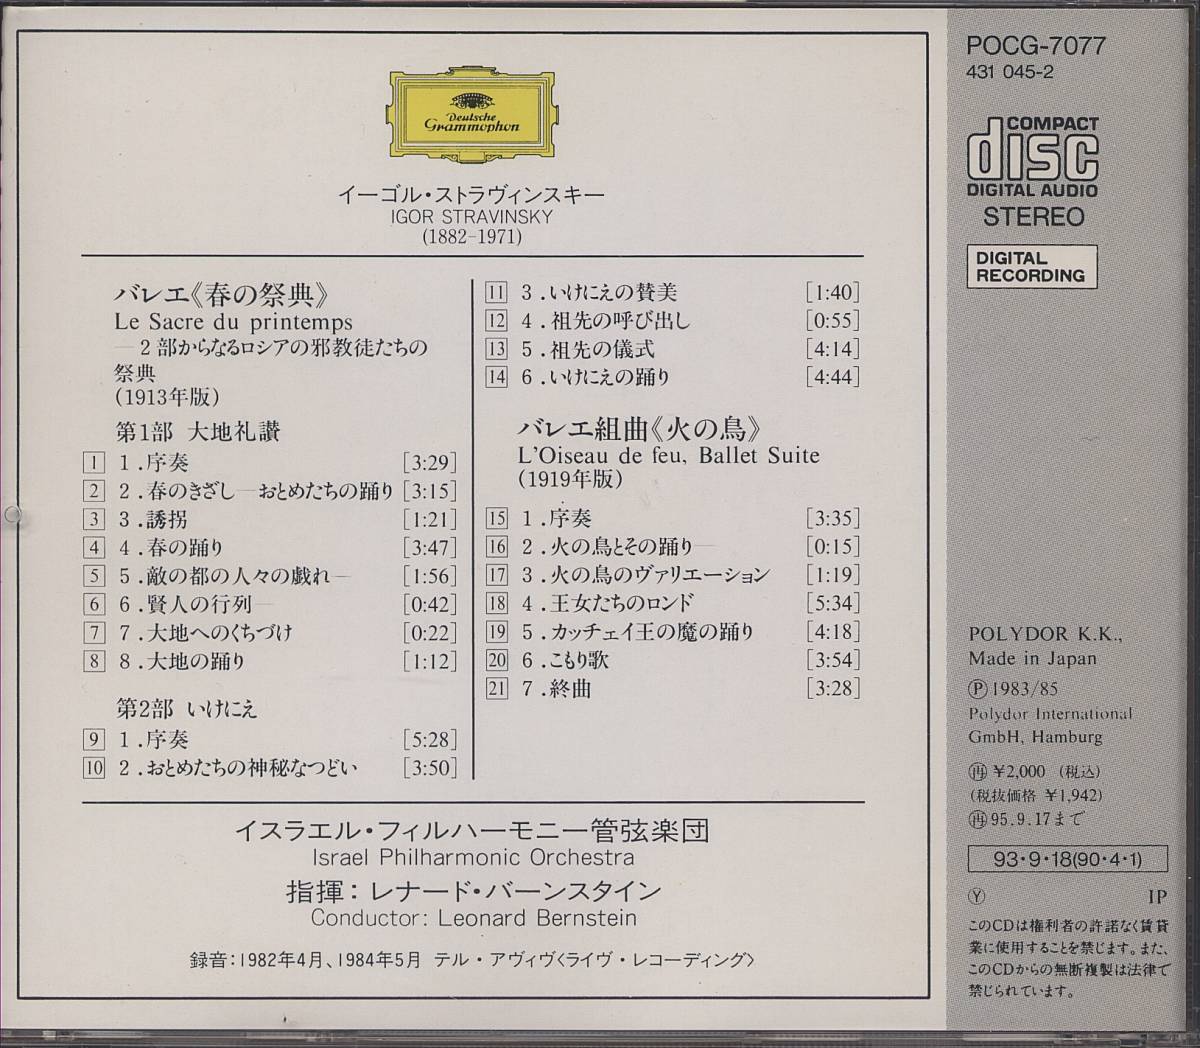 Deutsche
Grammophon
イーゴル・ストラヴィンスキー
IGOR STRAVINSKY
(1882-1971)
バレエ《春の祭典》
Le Sacre du printemps
—2部からなるロシアの邪教徒たちの
祭典
(1913年版)
第1部 大地礼讃
1 1.序奏 [3:29]
2 2.春のきざし—おとめたちの踊り [3:15]
3 3.誘拐 [1:21]
4 4.春の踊り [3:47]
5 5.敵の都の人々の戯れ— [1:56]
6 6.賢人の行列— [0:42]
7 7.大地へのくちづけ [0:22]
8 8.大地の踊り [1:12]
第2部 いけにえ
9 1.序奏 [5:28]
10 2.おとめたちの神秘なつどい [3:50]
11 3.いけにえの賛美 [1:40]
12 4.祖先の呼び出し [0:55]
13 5.祖先の儀式 [4:14]
14 6.いけにえの踊り [4:44]
バレエ組曲《火の鳥》
L'Oiseau de feu, Ballet Suite
(1919年版)
15 1.序奏 [3:35]
16 2.火の鳥とその踊り— [0:15]
17 3.火の鳥のヴァリエーション [1:19]
18 4.王女たちのロンド [5:34]
19 5.カッチェイ王の魔の踊り [4:18]
20 6.こもり歌 [3:54]
21 7.終曲 [3:28]
イスラエル・フィルハーモニー管弦楽団
Israel Philharmonic Orchestra
指揮：レナード・バーンスタイン
Conductor: Leonard Bernstein
録音：1982年4月、1984年5月 テル・アヴィヴ〈ライヴ・レコーディング〉
POCG-7077
431 045-2
COMPACT
disc
DIGITAL AUDIO
STEREO
DIGITAL
RECORDING
POLYDOR K.K.,
Made in Japan
Ⓟ1983/85
Polydor International
GmbH, Hamburg
㊢¥2,000 (税込)
(税抜価格 ¥1,942)
㊢95.9.17まで
93・9・18(90・4・1)
Ⓨ IP
このCDは権利者の許諾なく賃貸
業に使用することを禁じます。また、
このCDからの無断複製は法律で
禁じられています。